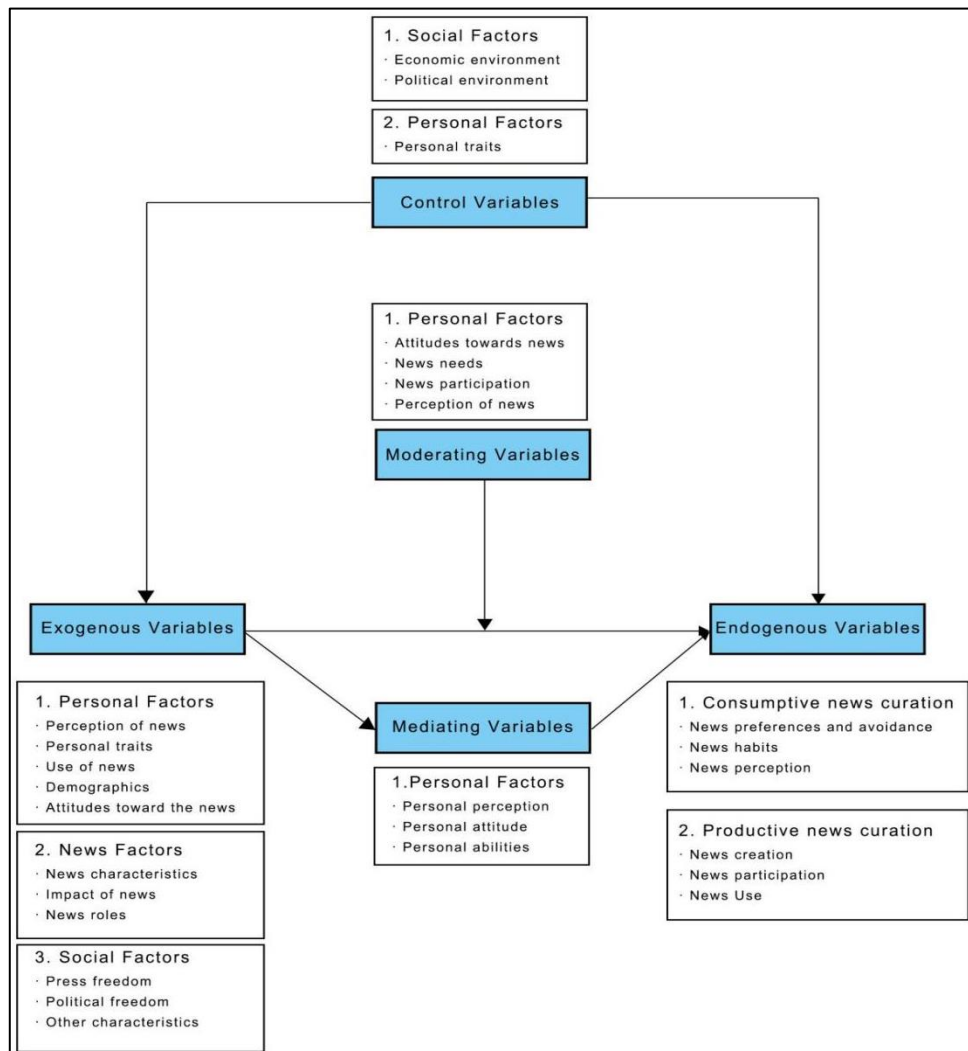 1. Social Factors
· Economic environment
· Political environment
2. Personal Factors
· Personal traits
Control Variables
1. Personal Factors
· Attitudes towards news
· News needs
· News participation
· Perception of news
Moderating Variables
Exogenous Variables
Endogenous Variables
1. Personal Factors
· Perception of news
· Personal traits
· Use of news
· Demographics
· Attitudes toward the news
2. News Factors
· News characteristics
· Impact of news
· News roles
3. Social Factors
· Press freedom
· Political freedom
· Other characteristics
Mediating Variables
1.Personal Factors
· Personal perception
· Personal attitude
· Personal abilities
1. Consumptive news curation
· News preferences and avoidance
· News habits
· News perception
2. Productive news curation
· News creation
· News participation
· News Use